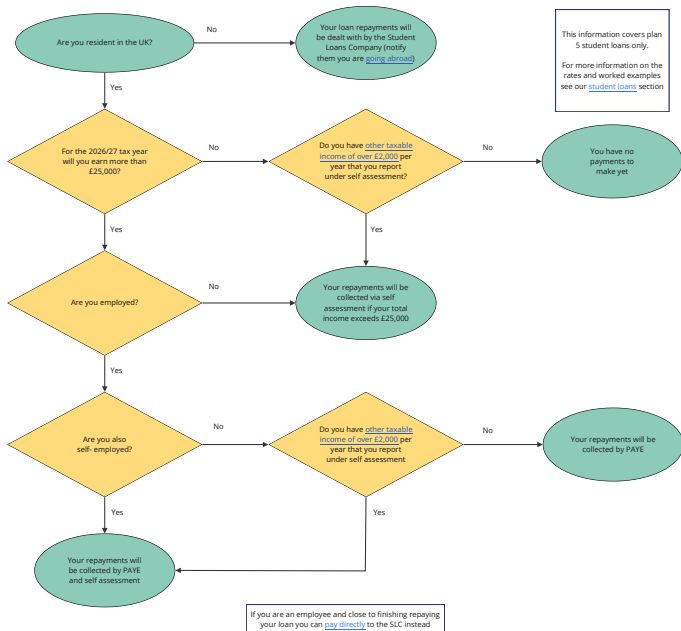 Are you resident in the UK?
No
Your loan repayments will
be dealt with by the Student
Loans Company (notify
them you are going abroad)
This information covers plan
5 student loans only.
For more information on the
rates and worked examples
see our student loans section
Yes
For the 2026/27 tax year
will you earn more than
£25,000?
No
Do you have other taxable
income of over £2,000 per
year that you report
under self assessment?
No
You have no
payments to
make yet
Yes
Yes
Are you employed?
No
Your repayments will be
collected via self
assessment if your total
income exceeds £25,000
Yes
Are you also
self- employed?
No
Do you have other taxable
income of over £2,000 per
year that you report
under self assessment
No
Your repayments will be
collected by PAYE
Yes
Yes
Your repayments will
be collected by PAYE
and self assessment
If you are an employee and close to finishing repaying
your loan you can pay directly to the SLC instead